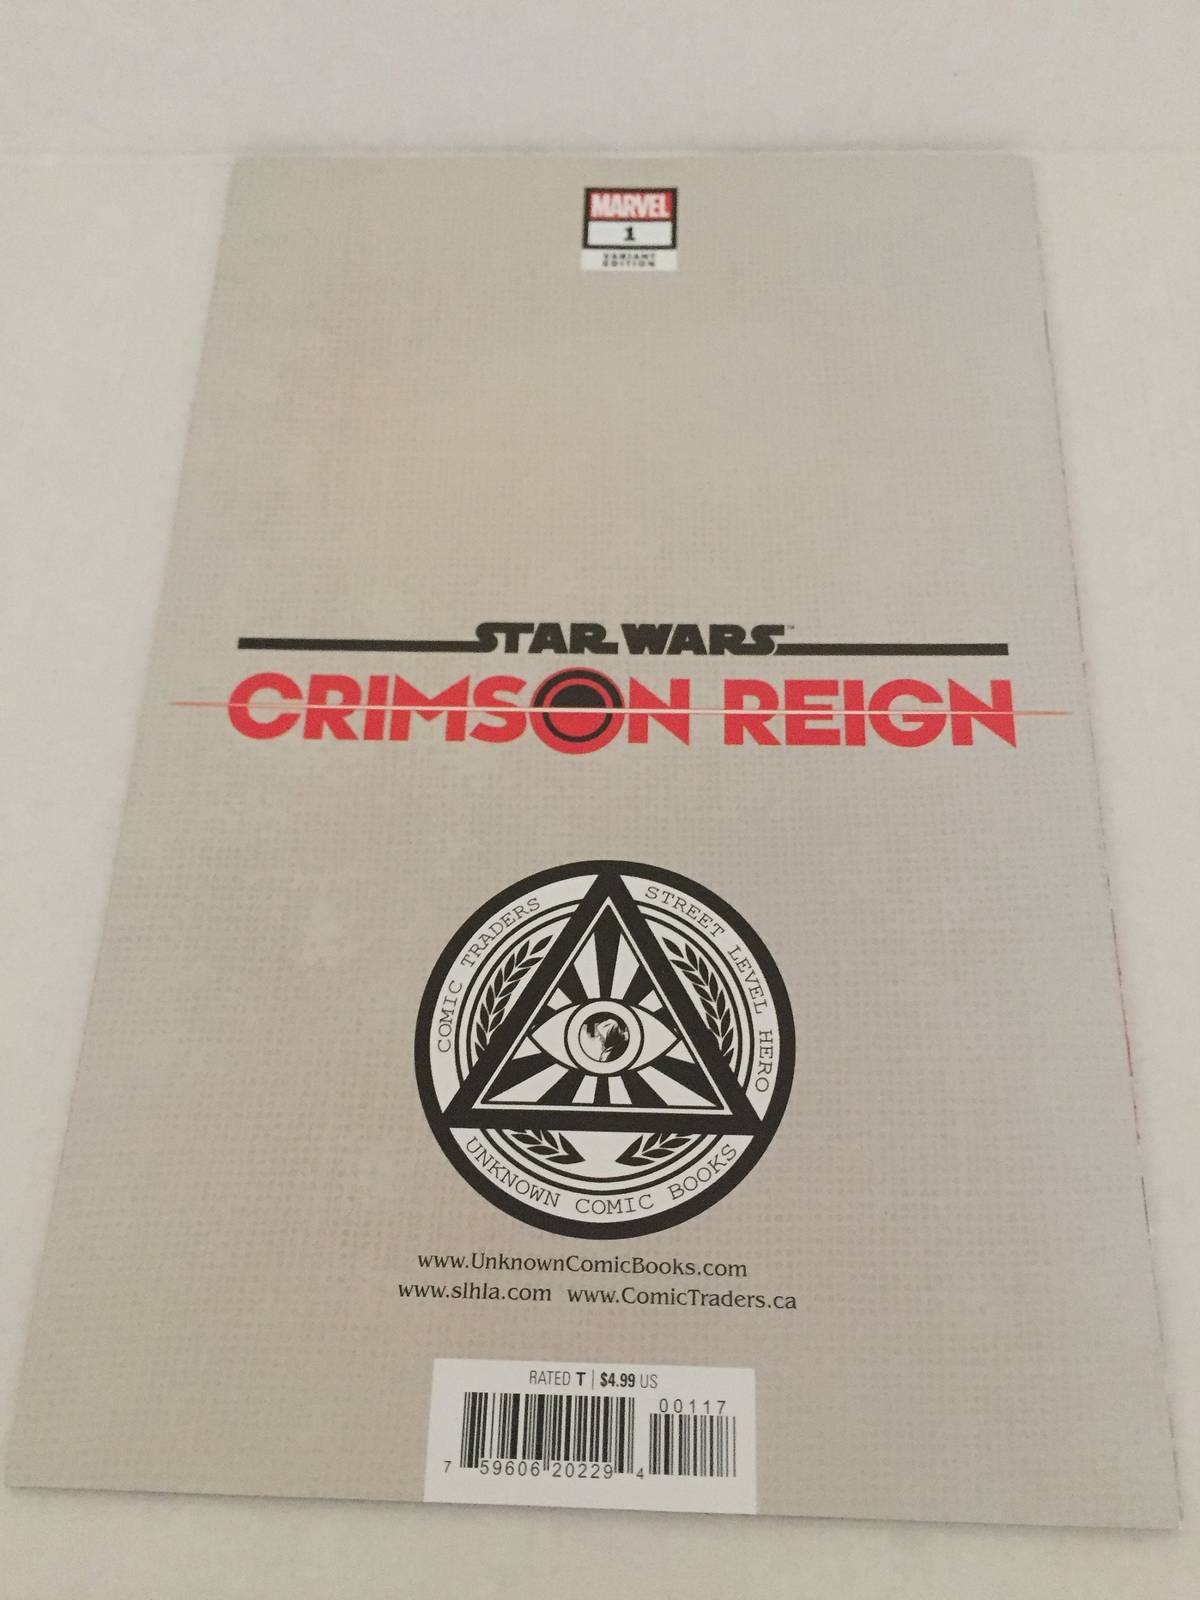 MARVEL
1
VARIANT
EDITION
STAR WARS™
CRIMSON REIGN
COMIC TRADERS
STREET LEVEL HERO
UNKNOWN COMIC BOOKS
www.UnknownComicBooks.com
www.slhla.com www.ComicTraders.ca
RATED T | $4.99 US
00117
7 59606 20229 4